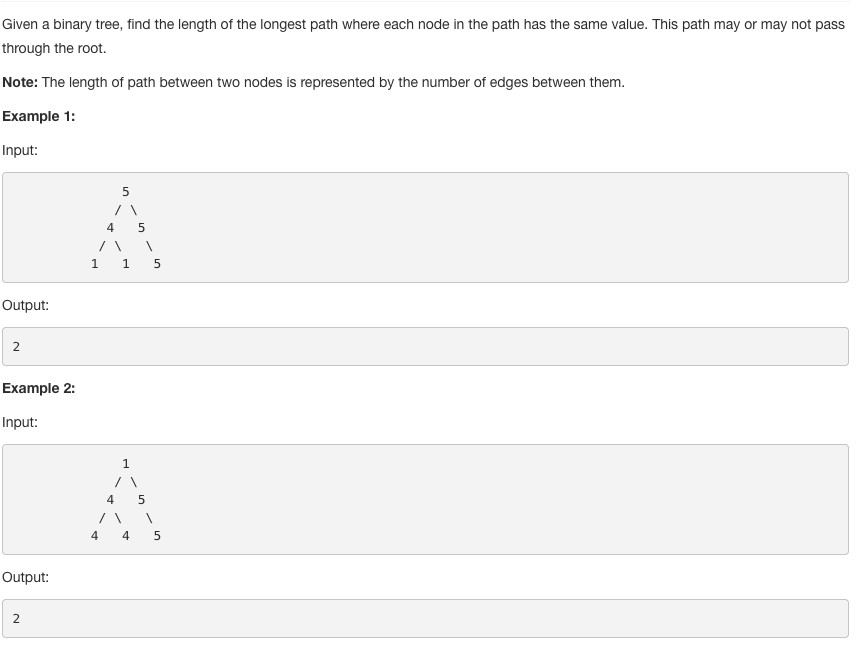 Given a binary tree, find the length of the longest path where each node in the path has the same value. This path may or may not pass
through the root.
Note: The length of path between two nodes is represented by the number of edges between them.
Example 1:
Input:
5
/ \
4   5
/ \   \
1   1   5
Output:
2
Example 2:
Input:
1
/ \
4   5
/ \   \
4   4   5
Output:
2